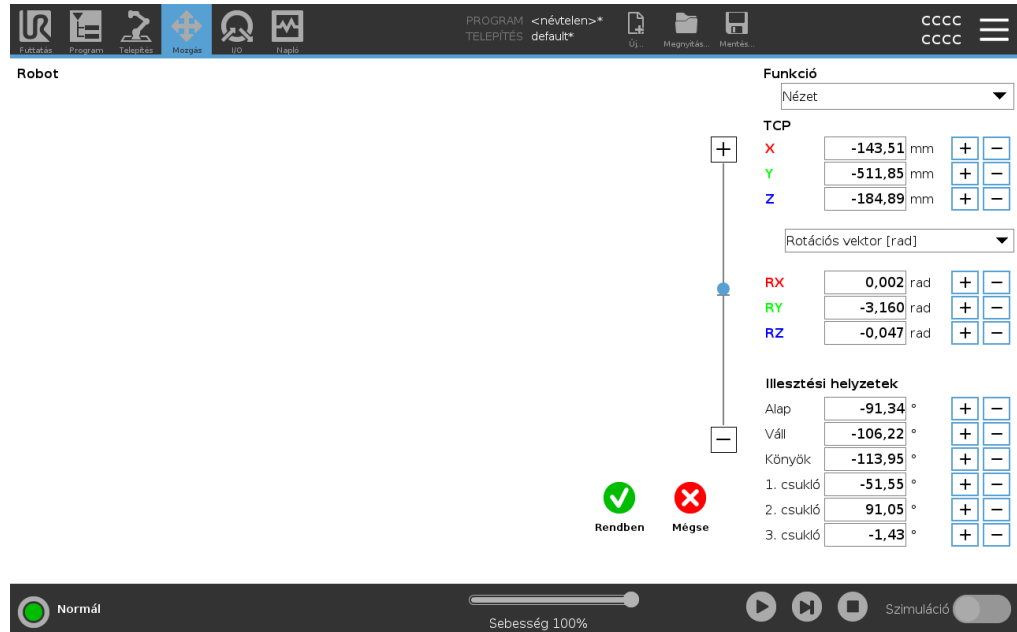 PROGRAM <névtelen>*
TELEPÍTÉS default*
cccc
cccc
Futtatás Program Telepítés Mozgás I/O Napló Új... Megnyitás... Mentés...
Robot
Funkció
Nézet
TCP
X -143,51 mm + −
Y -511,85 mm + −
Z -184,89 mm + −
Rotációs vektor [rad]
RX 0,002 rad + −
RY -3,160 rad + −
RZ -0,047 rad + −
Illesztési helyzetek
Alap -91,34 ° + −
Váll -106,22 ° + −
Könyök -113,95 ° + −
1. csukló -51,55 ° + −
2. csukló 91,05 ° + −
3. csukló -1,43 ° + −
+
−
Rendben Mégse
Normál
Sebesség 100%
Szimuláció